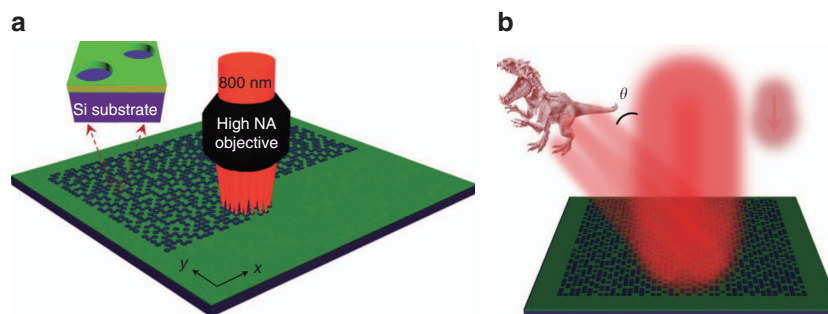 a
800 nm
Si substrate
High NA
objective
y
x
b
θ